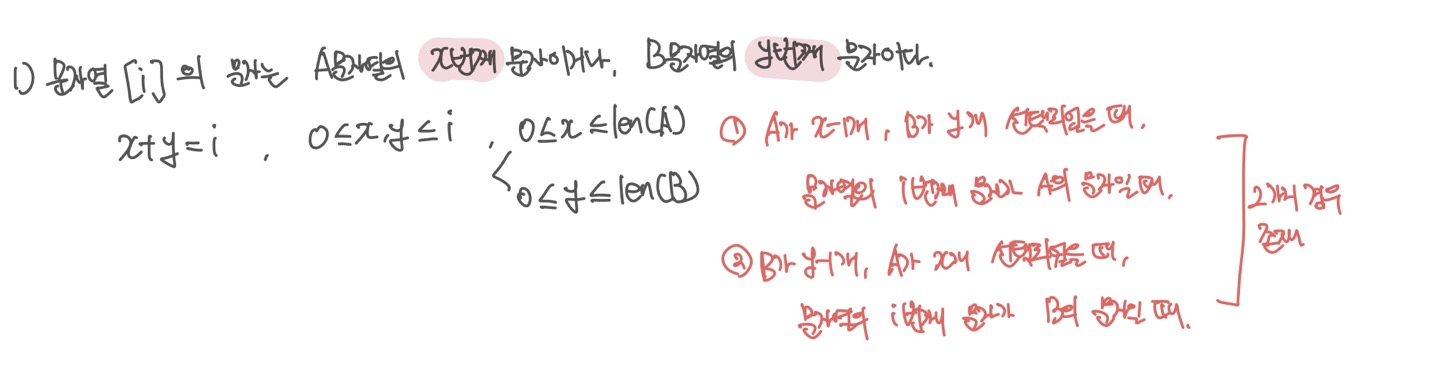 1) 문자열 [i] 의 문자는 A문자열의 x번째 문자이거나, B문자열의 y번째 문자이다.
x+y=i , 0≤x,y≤i , 0≤x≤len(A)
0≤y≤len(B)
① A가 x-1개, B가 y개 선택되었을 때,
문자열의 i번째 문자가 A의 문자일 때.
② B가 y-1개, A가 x개 선택되었을 때,
문자열의 i번째 문자가 B의 문자일 때.
2가지 경우
존재